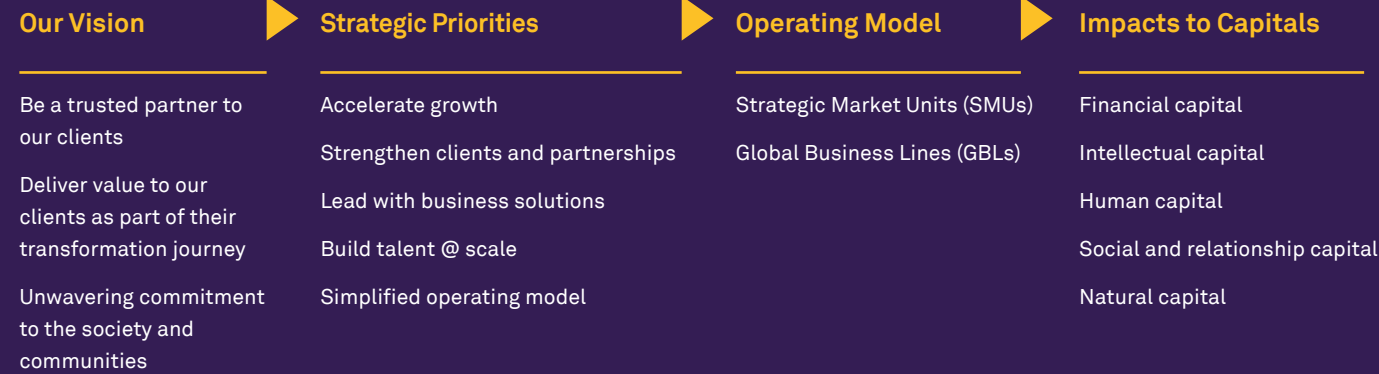 Our Vision
Be a trusted partner to
our clients
Deliver value to our
clients as part of their
transformation journey
Unwavering commitment
to the society and
communities
Strategic Priorities
Accelerate growth
Strengthen clients and partnerships
Lead with business solutions
Build talent @ scale
Simplified operating model
Operating Model
Strategic Market Units (SMUs)
Global Business Lines (GBLs)
Impacts to Capitals
Financial capital
Intellectual capital
Human capital
Social and relationship capital
Natural capital